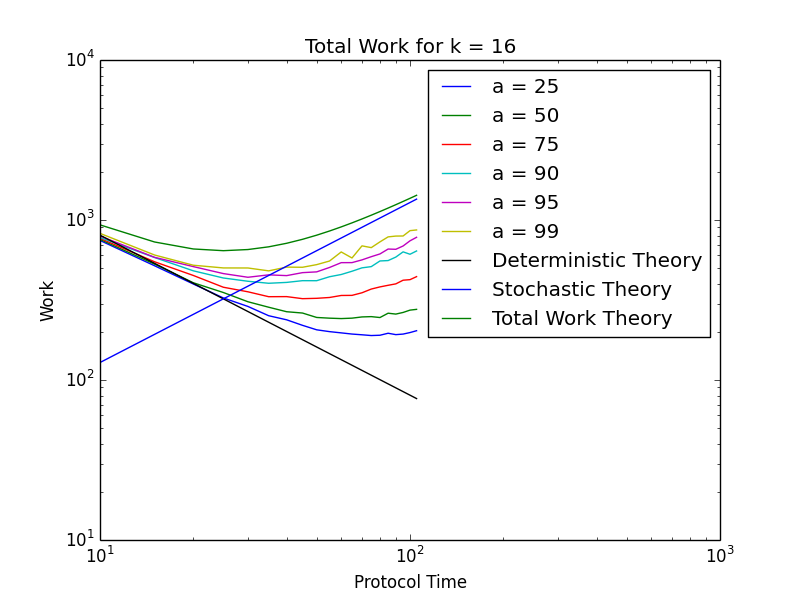 Total Work for k = 16
10^4
10^3
10^2
10^1
Work
a = 25
a = 50
a = 75
a = 90
a = 95
a = 99
Deterministic Theory
Stochastic Theory
Total Work Theory
10^1 10^2 10^3
Protocol Time